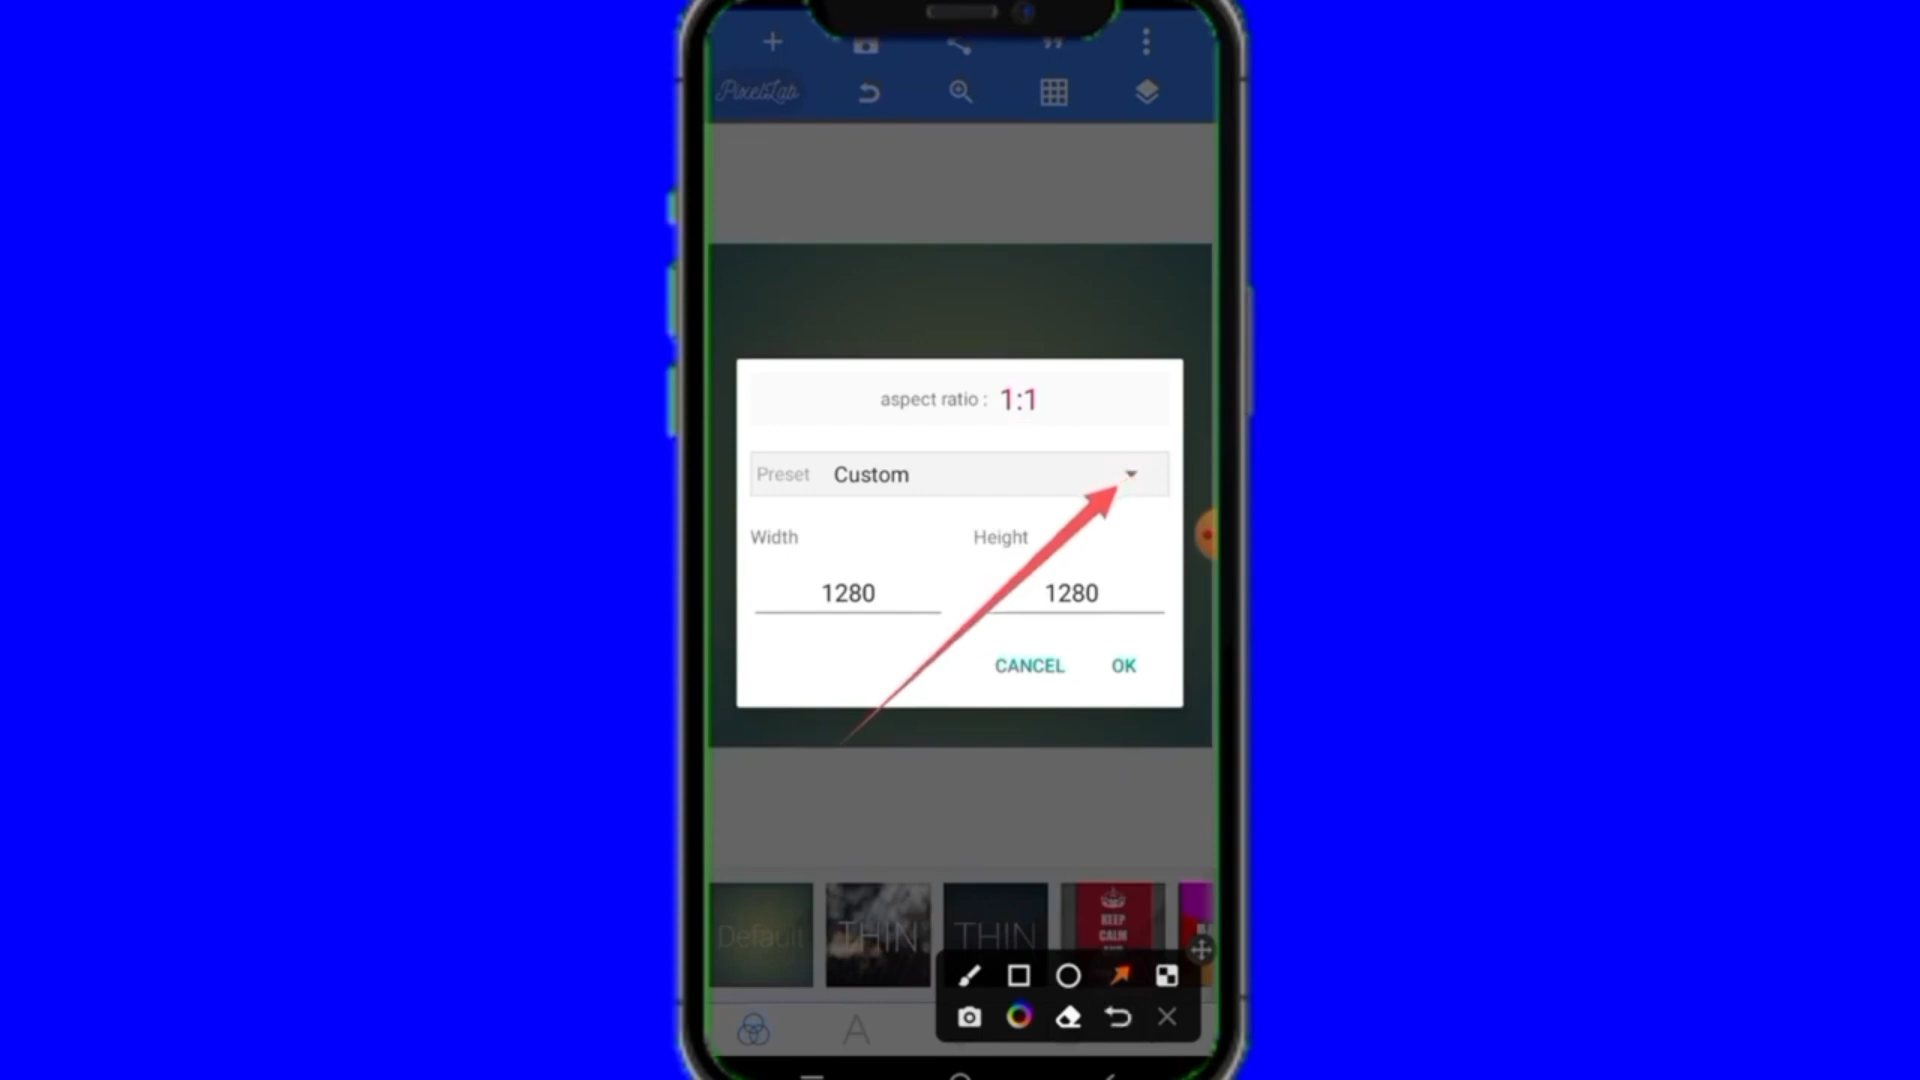 PixelLab
aspect ratio : 1:1
Preset Custom
Width Height
1280 1280
CANCEL OK
Default THIN THIN
KEEP
CALM
A